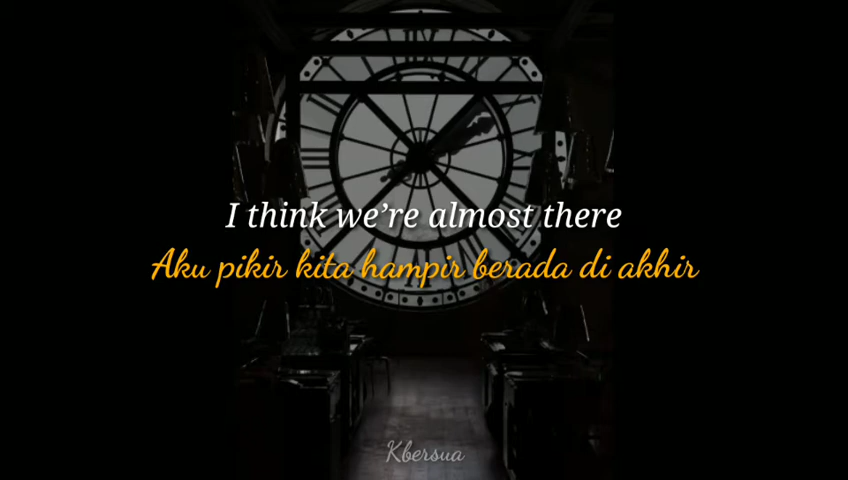 I think we're almost there
Aku pikir kita hampir berada di akhir
Kbersua